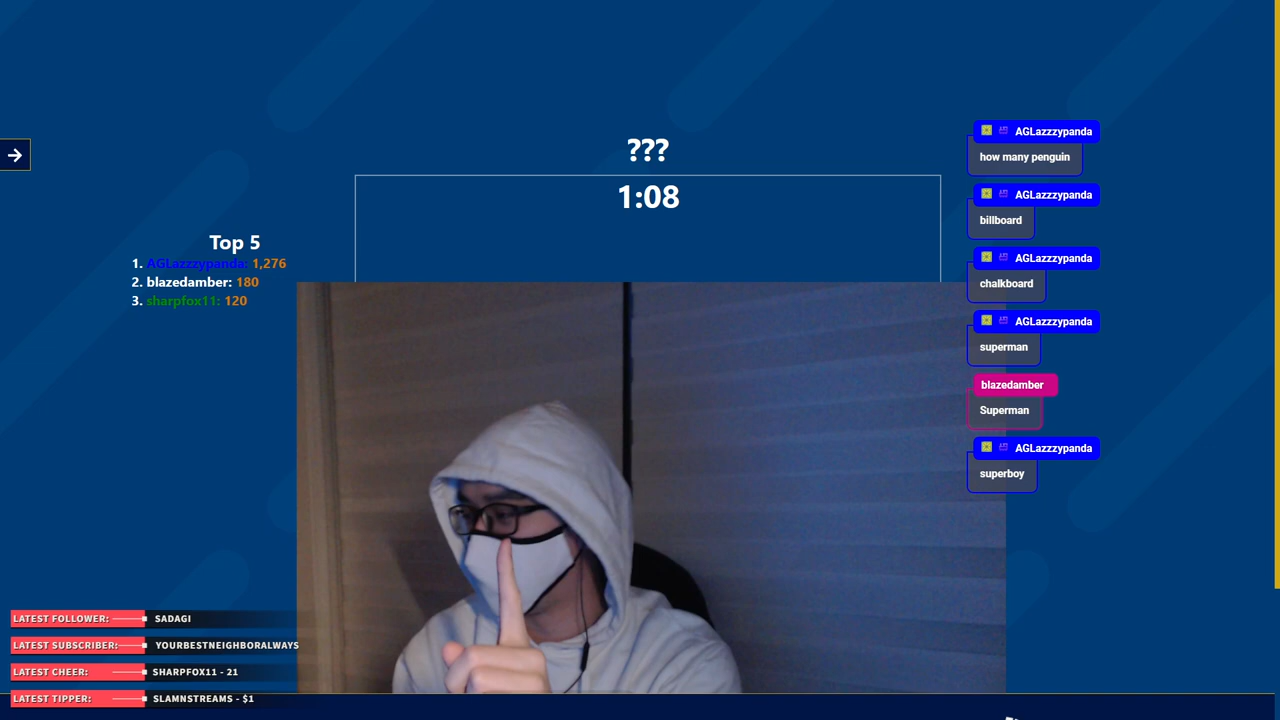 ???
1:08
Top 5
1. AGLazzzypanda: 1,276
2. blazedamber: 180
3. sharpfox11: 120
AGLazzzypanda
how many penguin
AGLazzzypanda
billboard
AGLazzzypanda
chalkboard
AGLazzzypanda
superman
blazedamber
Superman
AGLazzzypanda
superboy
LATEST FOLLOWER: SADAGI
LATEST SUBSCRIBER: YOURBESTNEIGHBORALWAYS
LATEST CHEER: SHARPFOX11 - 21
LATEST TIPPER: SLAMNSTREAMS - $1